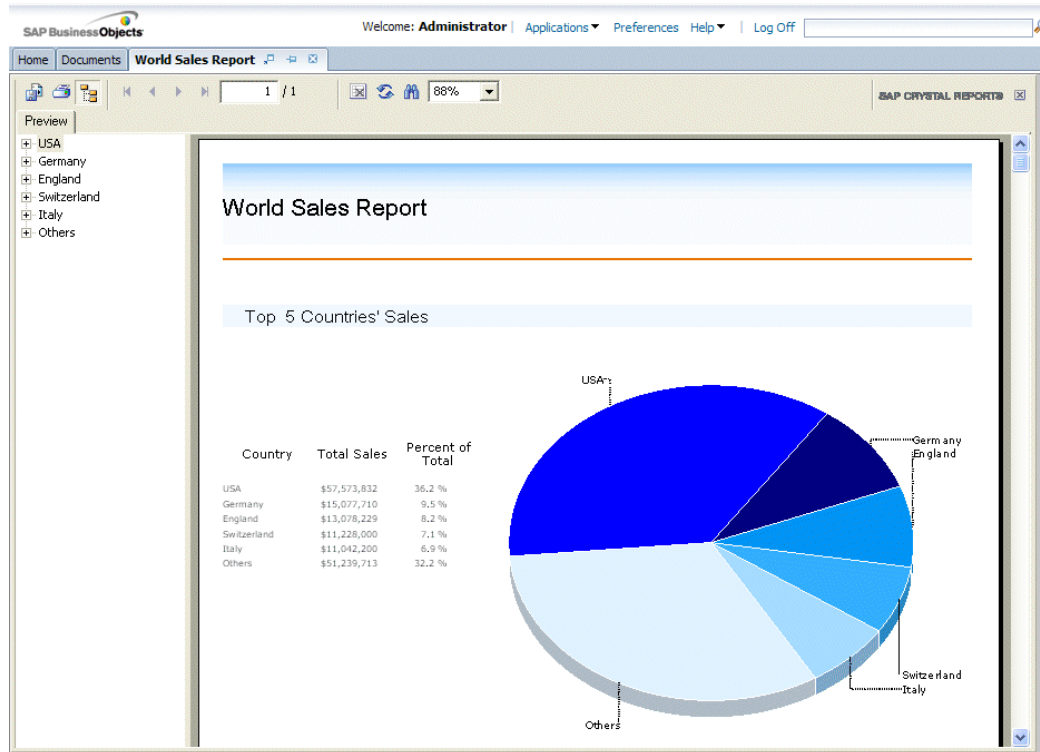 SAP BusinessObjects
Welcome: Administrator | Applications Preferences Help | Log Off
Home Documents World Sales Report
1 / 1 88% SAP CRYSTAL REPORTS
Preview
USA
Germany
England
Switzerland
Italy
Others
World Sales Report
Top 5 Countries' Sales
Country Total Sales Percent of Total
USA $57,573,832 36.2 %
Germany $15,077,710 9.5 %
England $13,078,229 8.2 %
Switzerland $11,228,000 7.1 %
Italy $11,042,200 6.9 %
Others $51,239,713 32.2 %
USA
Germany
England
Switzerland
Italy
Others